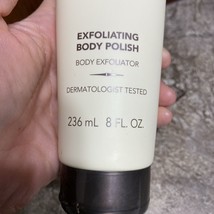 EXFOLIATING
BODY POLISH
BODY EXFOLIATOR
DERMATOLOGIST TESTED
236 mL 8 FL. OZ.